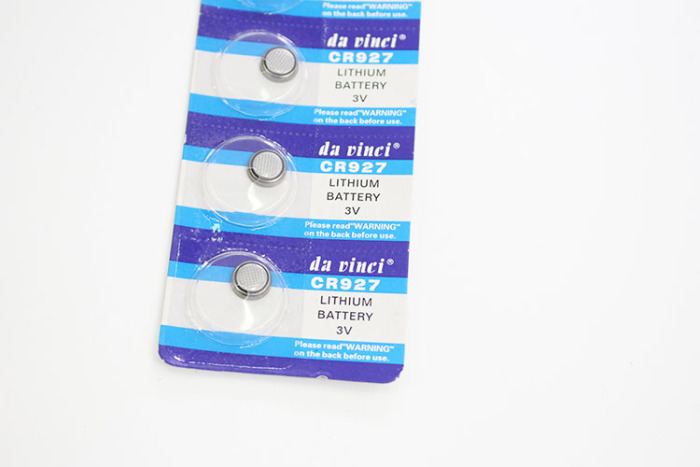 Please read"WARNING"
on the back before use.
da vinci®
CR927
LITHIUM
BATTERY
3V
Please read"WARNING"
on the back before use.
da vinci®
CR927
LITHIUM
BATTERY
3V
Please read"WARNING"
on the back before use.
da vinci®
CR927
LITHIUM
BATTERY
3V
Please read"WARNING"
on the back before use.